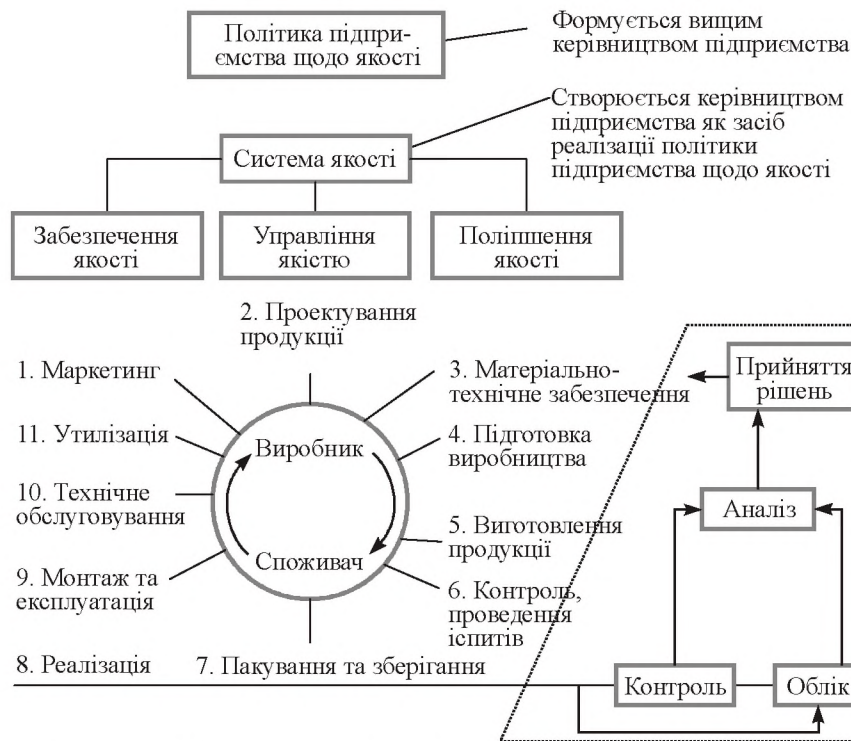 Політика підпри-
ємства щодо якості
Формується вищим
керівництвом підприємства
Створюється керівництвом
підприємства як засіб
реалізації політики
підприємства щодо якості
Система якості
Забезпечення
якості
Управління
якістю
Поліпшення
якості
2. Проектування
продукції
1. Маркетинг
3. Матеріально-
технічне забезпечення
11. Утилізація
Виробник
4. Підготовка
виробництва
10. Технічне
обслуговування
5. Виготовлення
продукції
Споживач
9. Монтаж та
експлуатація
6. Контроль,
проведення
іспитів
8. Реалізація
7. Пакування та зберігання
Прийняття
рішень
Аналіз
Контроль
Облік